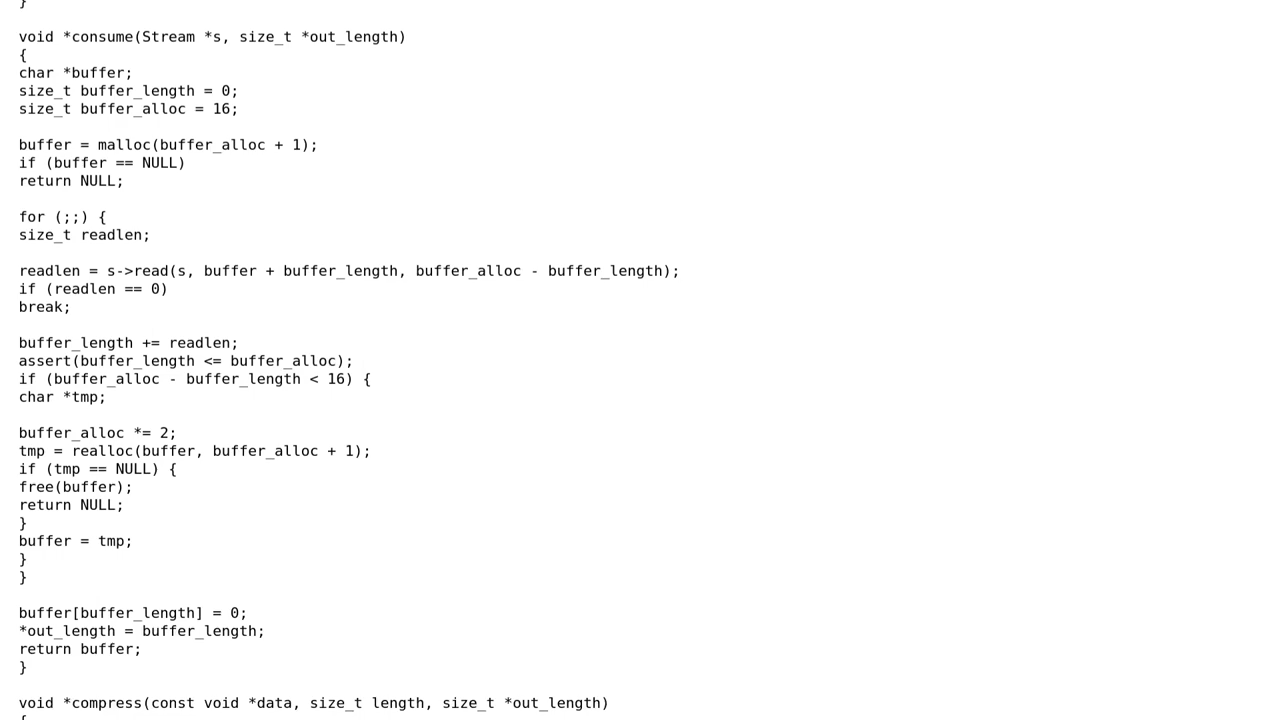 }
void *consume(Stream *s, size_t *out_length)
{
char *buffer;
size_t buffer_length = 0;
size_t buffer_alloc = 16;
buffer = malloc(buffer_alloc + 1);
if (buffer == NULL)
return NULL;
for (;;) {
size_t readlen;
readlen = s->read(s, buffer + buffer_length, buffer_alloc - buffer_length);
if (readlen == 0)
break;
buffer_length += readlen;
assert(buffer_length <= buffer_alloc);
if (buffer_alloc - buffer_length < 16) {
char *tmp;
buffer_alloc *= 2;
tmp = realloc(buffer, buffer_alloc + 1);
if (tmp == NULL) {
free(buffer);
return NULL;
}
buffer = tmp;
}
}
buffer[buffer_length] = 0;
*out_length = buffer_length;
return buffer;
}
void *compress(const void *data, size_t length, size_t *out_length)
{